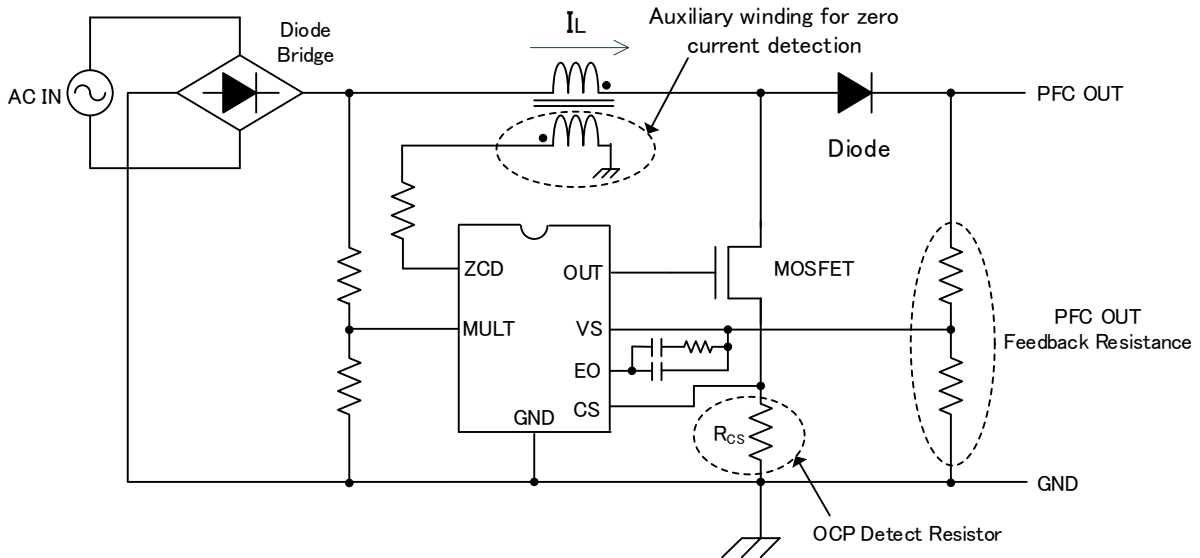 Auxiliary winding for zero
current detection
IL
Diode
Bridge
AC IN
PFC OUT
Diode
ZCD
OUT
MOSFET
MULT
VS
PFC OUT
Feedback Resistance
EO
CS
GND
RCS
GND
OCP Detect Resistor